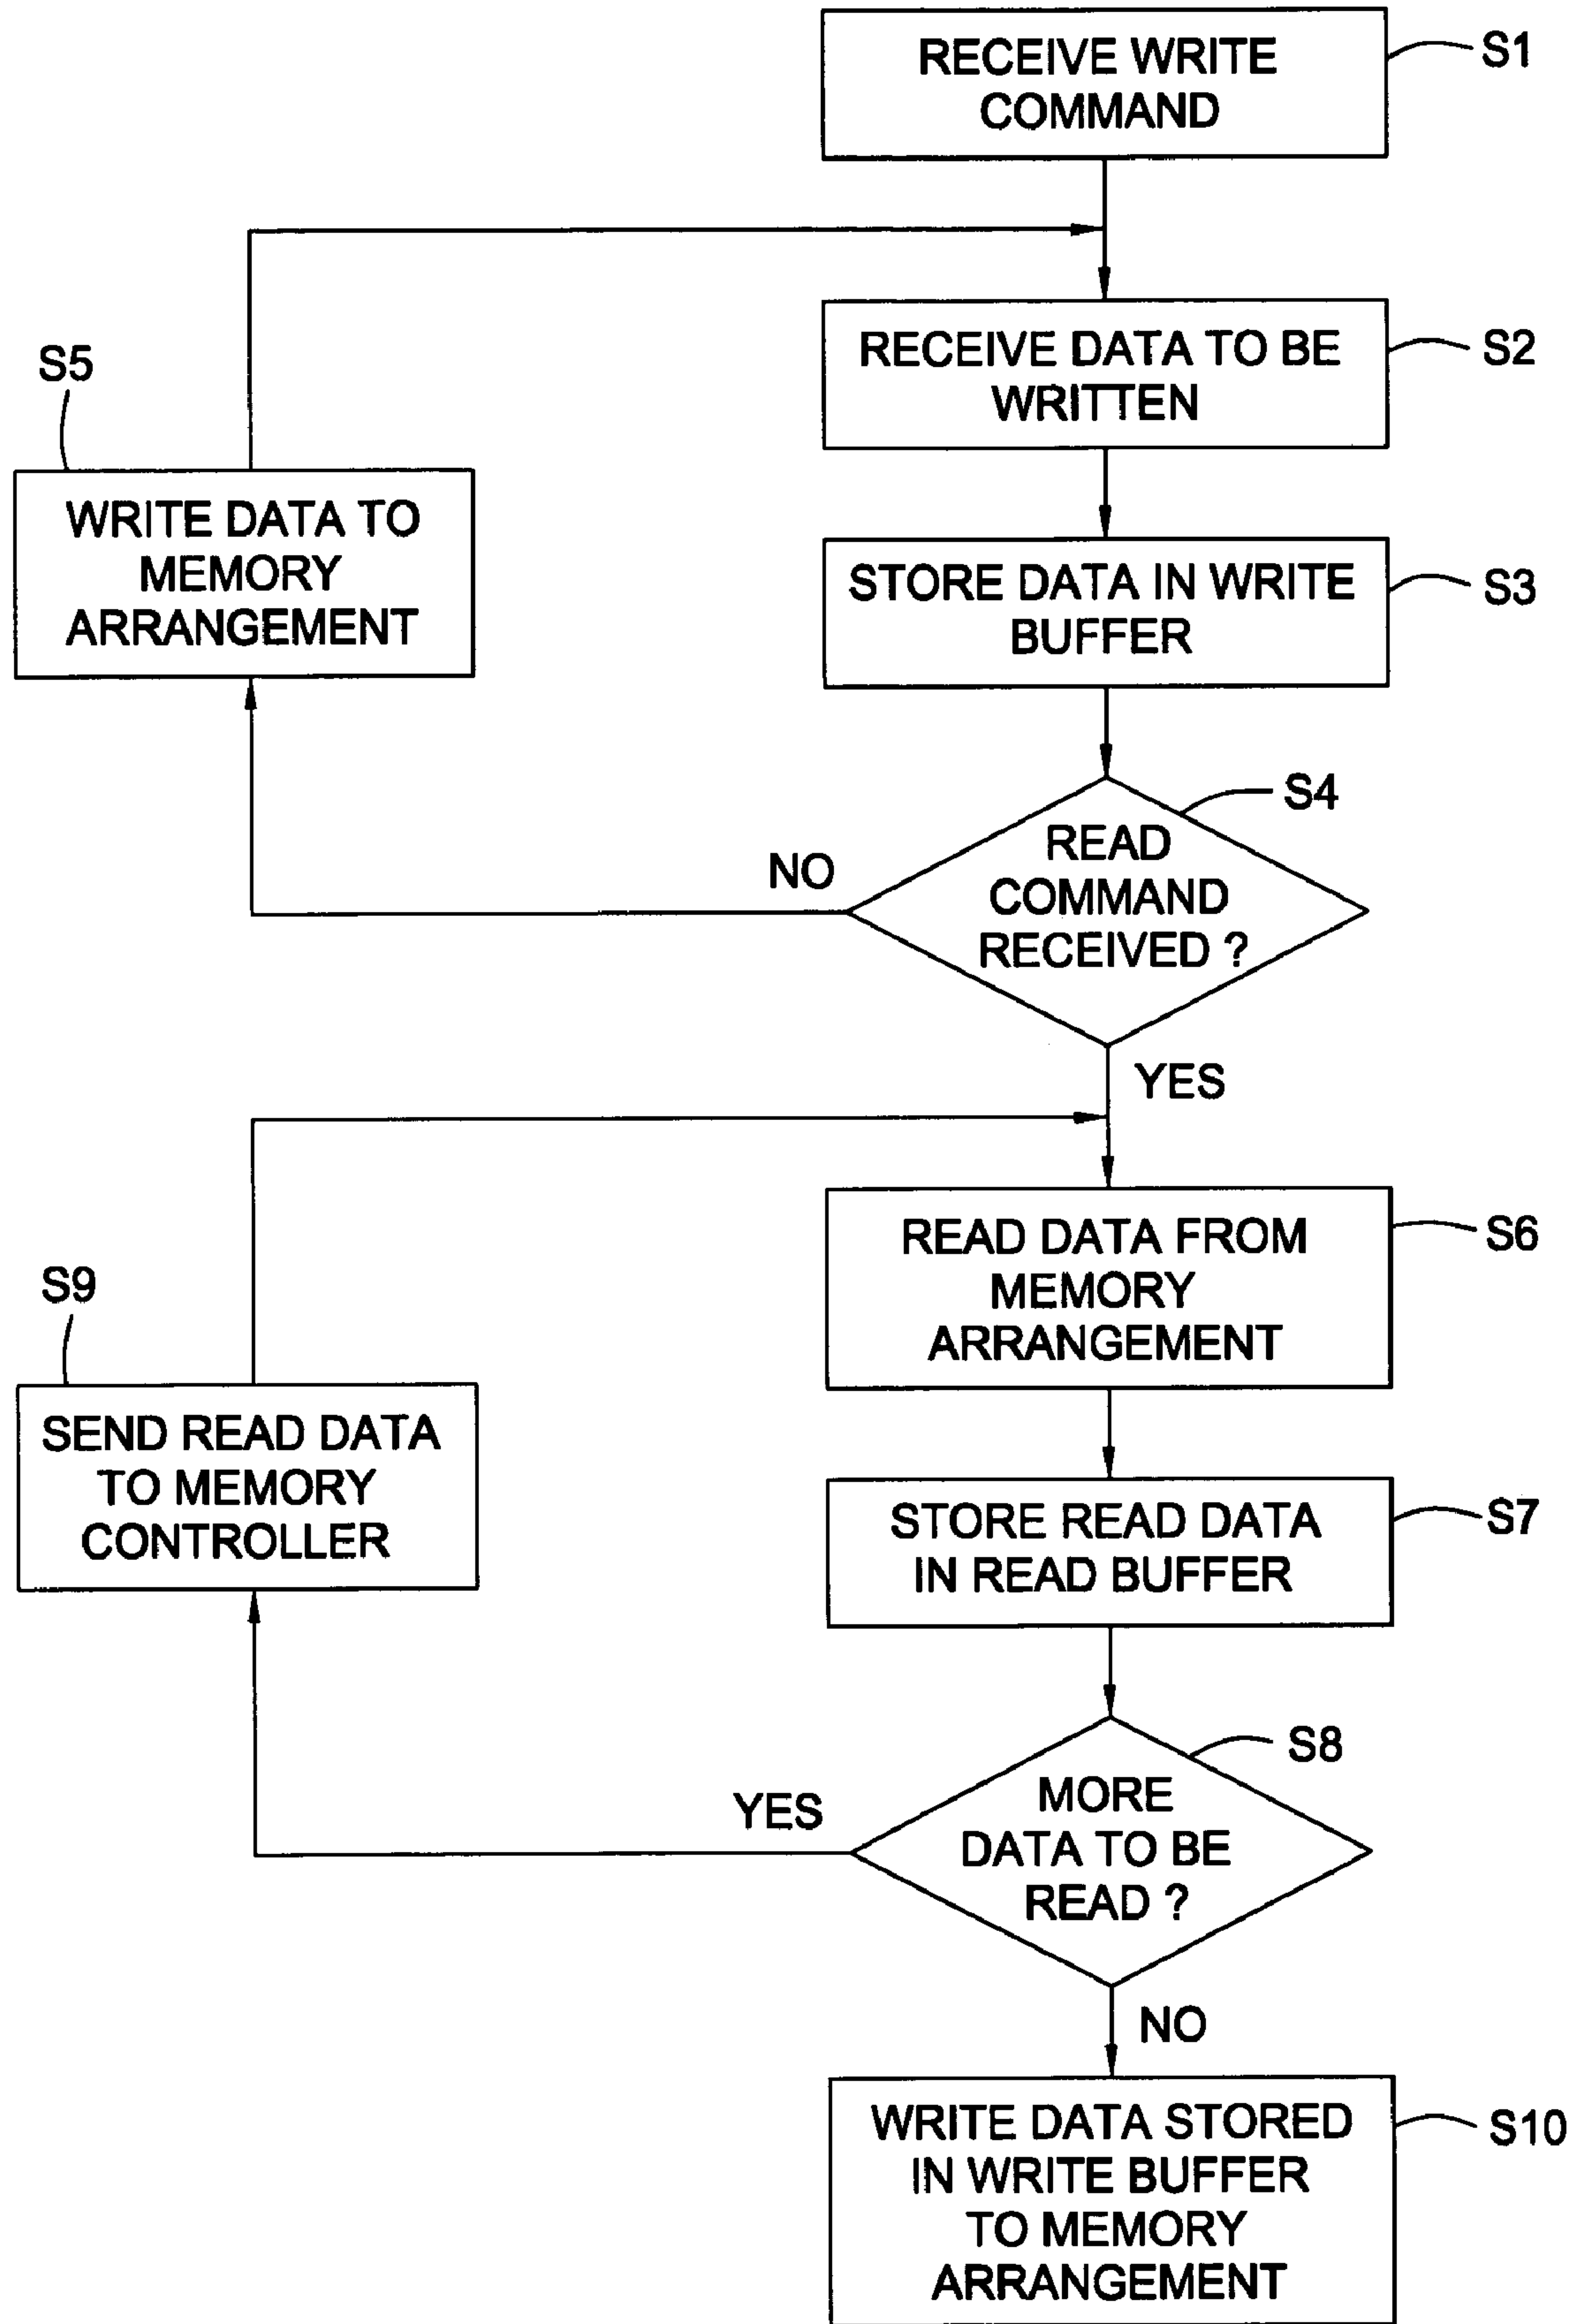 RECEIVE WRITE
COMMAND
S1
RECEIVE DATA TO BE
WRITTEN
S2
S5
WRITE DATA TO
MEMORY
ARRANGEMENT
STORE DATA IN WRITE
BUFFER
S3
S4
READ
COMMAND
RECEIVED ?
NO
YES
READ DATA FROM
MEMORY
ARRANGEMENT
S6
S9
SEND READ DATA
TO MEMORY
CONTROLLER
STORE READ DATA
IN READ BUFFER
S7
S8
MORE
DATA TO BE
READ ?
YES
NO
WRITE DATA STORED
IN WRITE BUFFER
TO MEMORY
ARRANGEMENT
S10